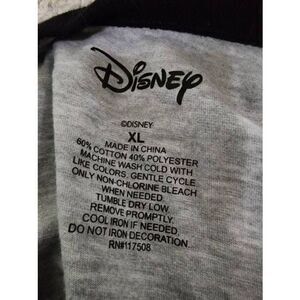 Disney
©DISNEY
XL
MADE IN CHINA
60% COTTON 40% POLYESTER
MACHINE WASH COLD WITH
LIKE COLORS. GENTLE CYCLE
ONLY NON-CHLORINE BLEACH
WHEN NEEDED.
TUMBLE DRY LOW.
REMOVE PROMPTLY.
COOL IRON IF NEEDED.
DO NOT IRON DECORATION
RN#117508